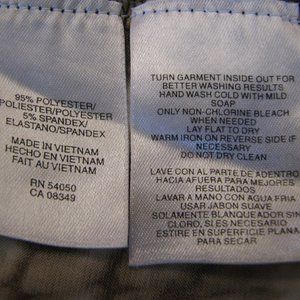 95% POLYESTER/
POLIESTER/POLYESTER
5% SPANDEX/
ELASTANO/SPANDEX
MADE IN VIETNAM
HECHO EN VIETNAM
FAIT AU VIETNAM
RN 54050
CA 08349
TURN GARMENT INSIDE OUT FOR
BETTER WASHING RESULTS
HAND WASH COLD WITH MILD
SOAP
ONLY NON-CHLORINE BLEACH
WHEN NEEDED
LAY FLAT TO DRY
WARM IRON ON REVERSE SIDE IF
NECESSARY
DO NOT DRY CLEAN
LAVE CON AL PARTE DE ADENTRO
HACIA AFUERA PARA MEJORES
RESULTADOS
LAVAR A MANO CON AGUA FRIA
USAR JABON SUAVE
SOLAMENTE BLANQUEADOR SIN
CLORO, SI ES NECESARIO
ESTIRE EN SUPERFICIE PLANA
PARA SECAR